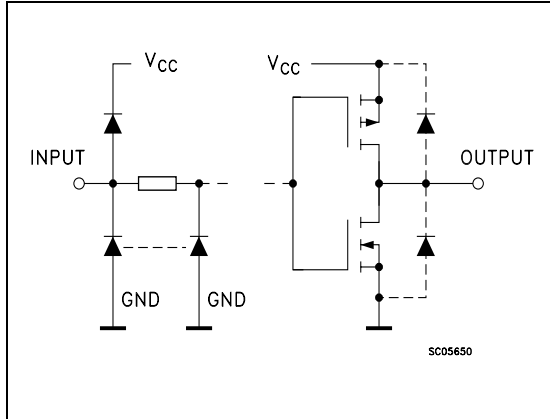 VCC
VCC
INPUT
OUTPUT
GND
GND
SC05650